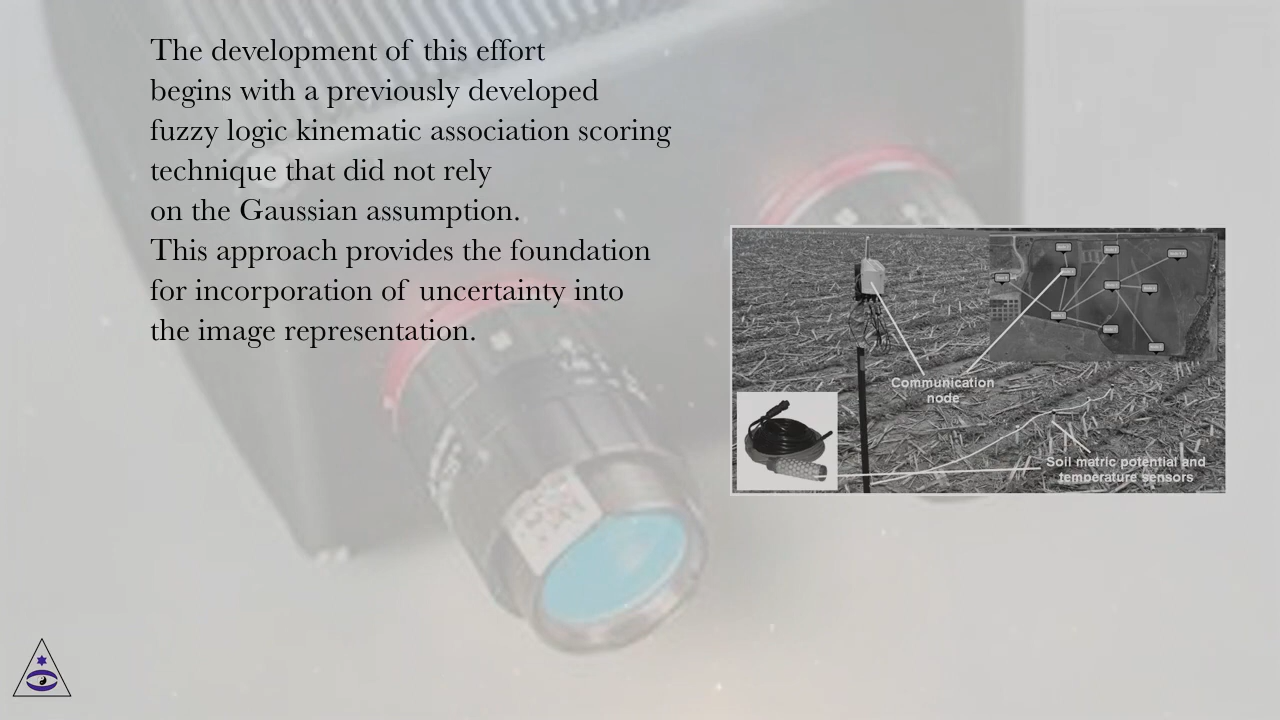 The development of this effort
begins with a previously developed
fuzzy logic kinematic association scoring
technique that did not rely
on the Gaussian assumption.
This approach provides the foundation
for incorporation of uncertainty into
the image representation.
Communication
node
Soil matric potential and
temperature sensors